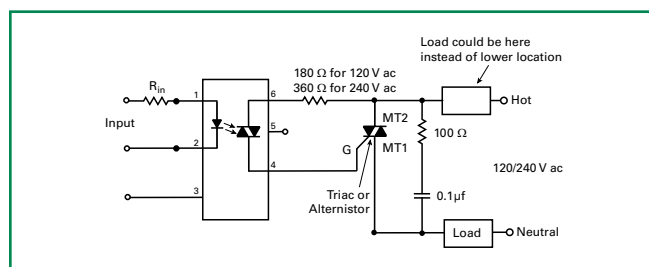 Load could be here
instead of lower location
180 Ω for 120 V ac
360 Ω for 240 V ac
Rin
1
6
Hot
Input
5
MT2
100 Ω
2
G
MT1
120/240 V ac
4
3
Triac or
Alternistor
0.1µf
Load
Neutral